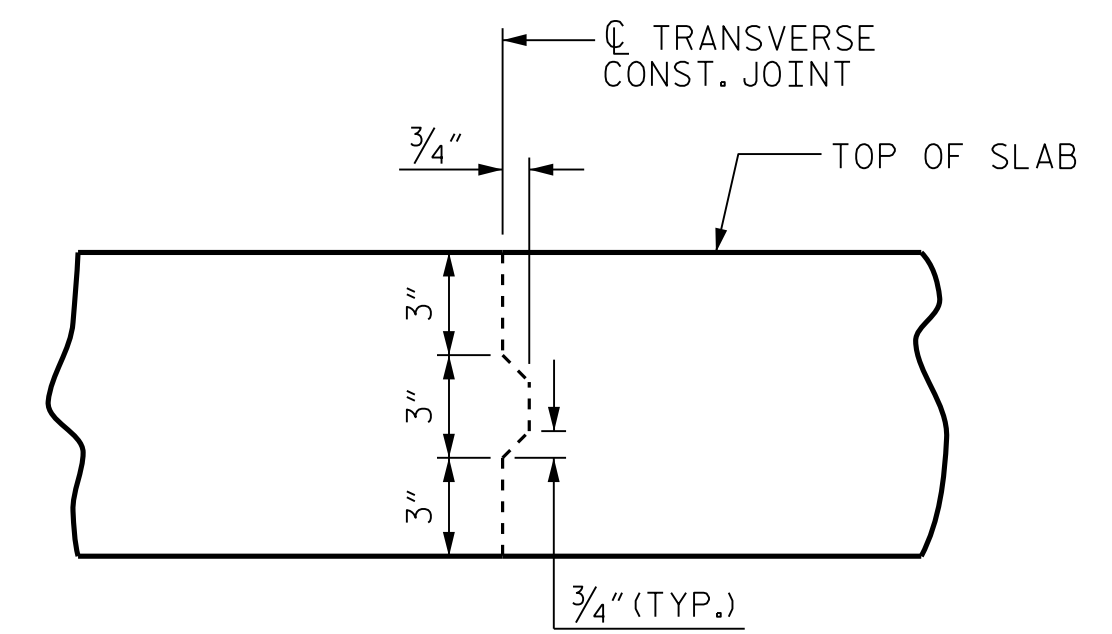 ℄ TRANSVERSE
CONST. JOINT
3/4"
TOP OF SLAB
3"
3"
3"
3/4" (TYP.)